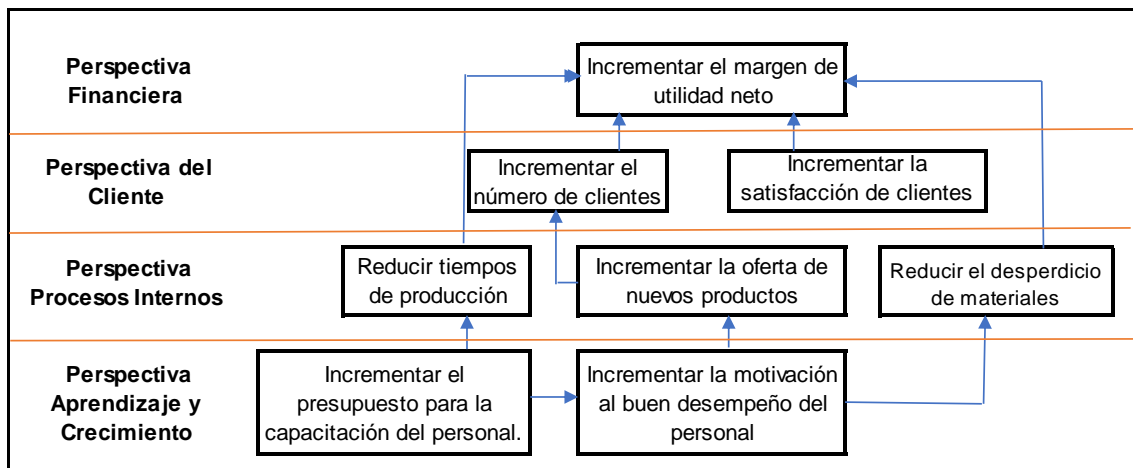 Perspectiva
Financiera
Incrementar el margen de
utilidad neto
Perspectiva del
Cliente
Incrementar el
número de clientes
Incrementar la
satisfacción de clientes
Perspectiva
Procesos Internos
Reducir tiempos
de producción
Incrementar la oferta de
nuevos productos
Reducir el desperdicio
de materiales
Perspectiva
Aprendizaje y
Crecimiento
Incrementar el
presupuesto para la
capacitación del personal.
Incrementar la motivación
al buen desempeño del
personal